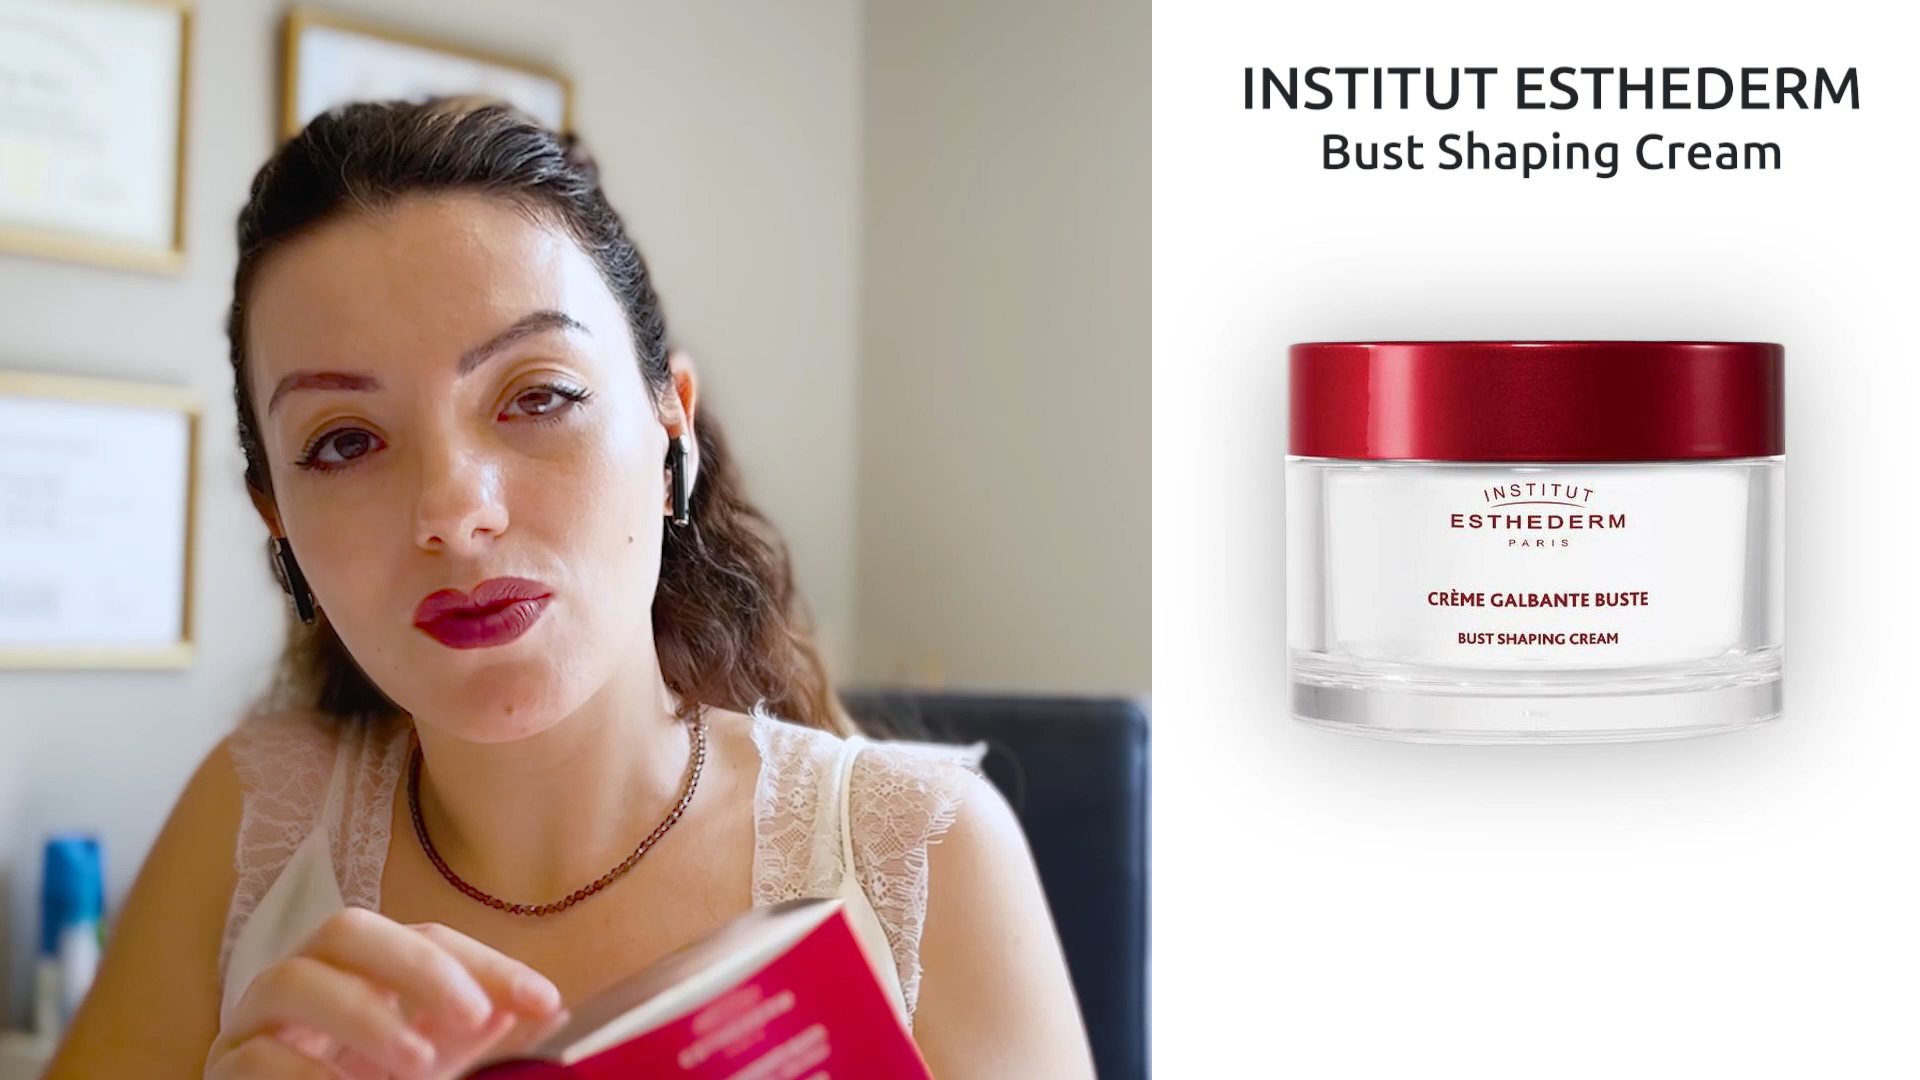 INSTITUT ESTHEDERM
Bust Shaping Cream
INSTITUT
ESTHEDERM
PARIS
CRÈME GALBANTE BUSTE
BUST SHAPING CREAM